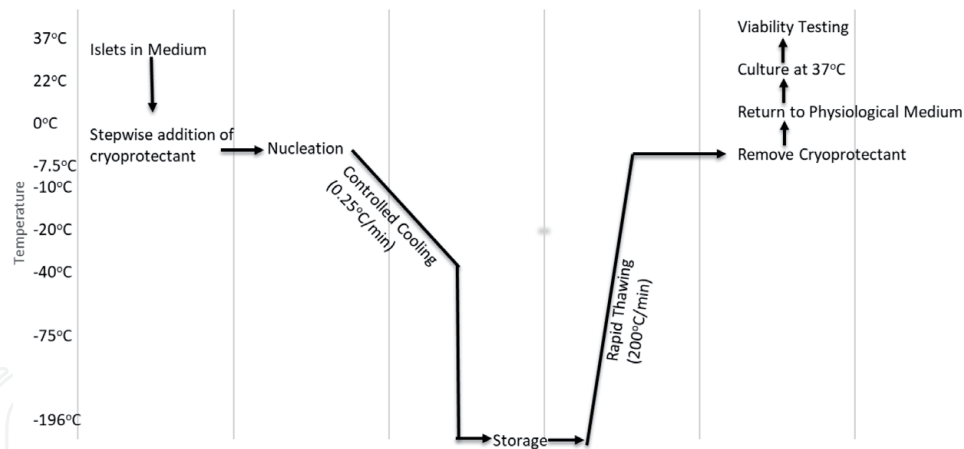 37°C
22°C
0°C
-7.5°C
-10°C
-20°C
-40°C
-75°C
-196°C
Temperature
Islets in Medium
Stepwise addition of
cryoprotectant
Nucleation
Controlled Cooling
(0.25°C/min)
Storage
Rapid Thawing
(200°C/min)
Viability Testing
Culture at 37°C
Return to Physiological Medium
Remove Cryoprotectant